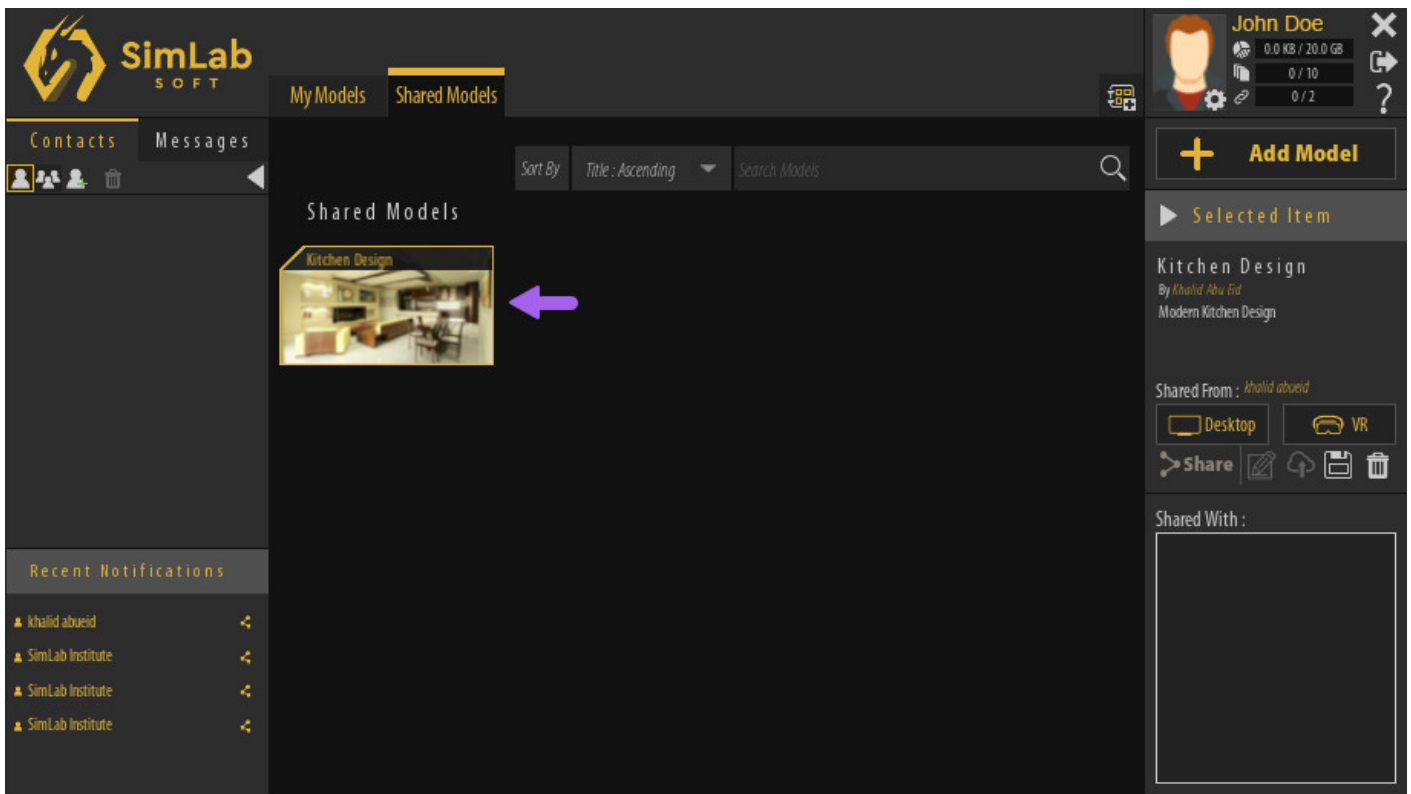 SimLab
SOFT
My Models
Shared Models
John Doe
0.0 KB / 20.0 GB
0 / 10
0 / 2
?
Contacts
Messages
Sort By
Title : Ascending
Search Models
Add Model
Shared Models
Kitchen Design
Selected Item
Kitchen Design
By Khalid Abu Eid
Modern Kitchen Design
Shared From : khalid abueid
Desktop
VR
Share
Shared With :
Recent Notifications
khalid abueid
SimLab Institute
SimLab Institute
SimLab Institute